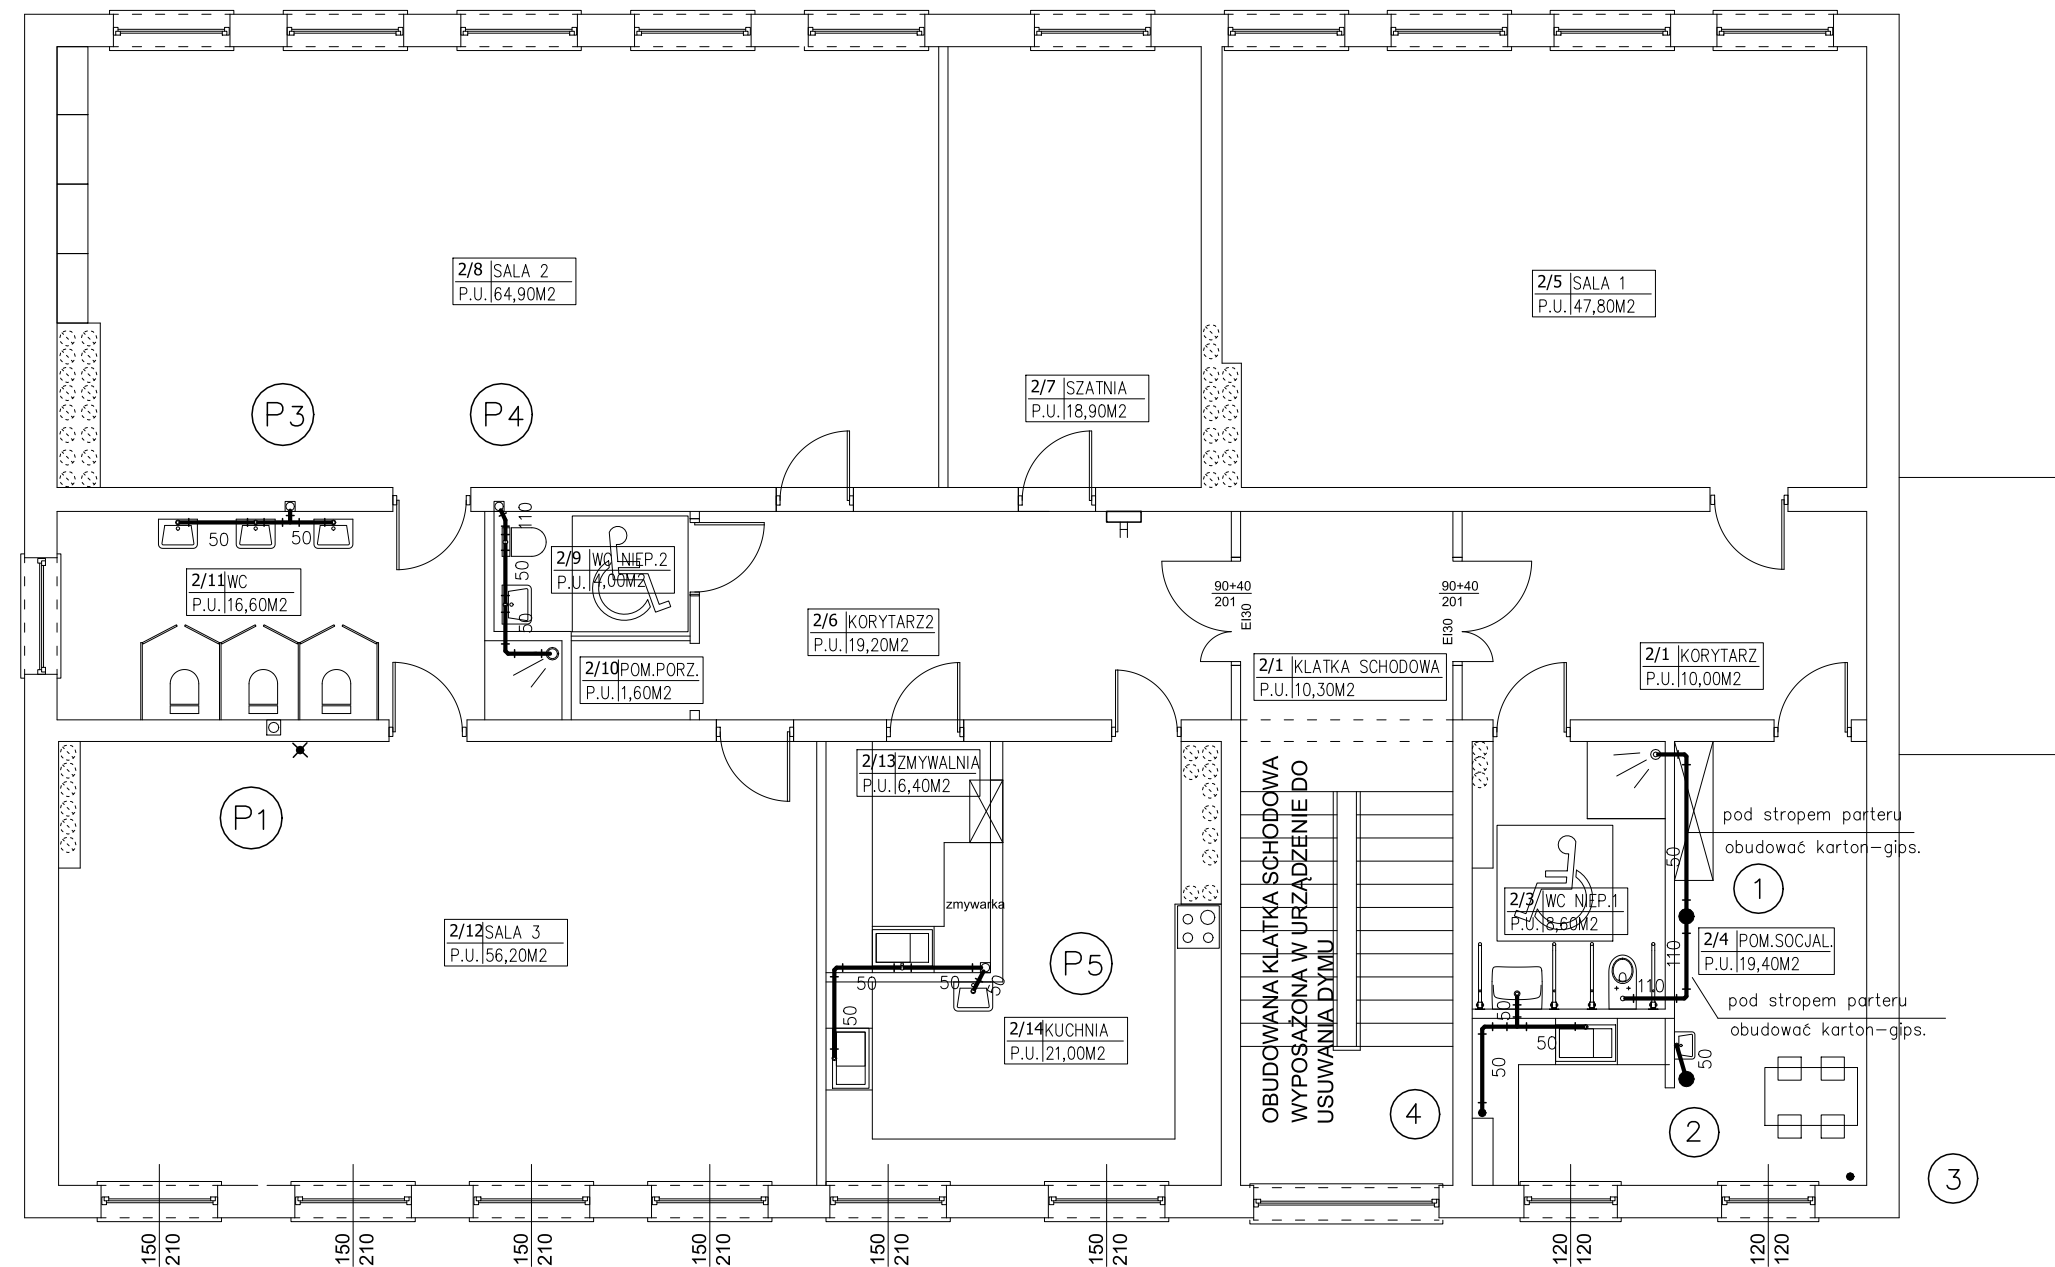 2/8 SALA 2
P.U. 64,90M2
2/5 SALA 1
P.U. 47,80M2
2/7 SZATNIA
P.U. 18,90M2
P3
P4
110
50
50
2/11 WC
P.U. 16,60M2
50
2/9 WC NIEP.2
P.U. 4,00M2
50
H
90+40
201
EI30
90+40
201
EI30
2/6 KORYTARZ2
P.U. 19,20M2
2/10 POM.PORZ.
P.U. 1,60M2
2/1 KLATKA SCHODOWA
P.U. 10,30M2
2/1 KORYTARZ
P.U. 10,00M2
P1
2/13 ZMYWALNIA
P.U. 6,40M2
zmywarka
OBUDOWANA KLATKA SCHODOWA
WYPOSAŻONA W URZĄDZENIE DO
USUWANIA DYMU
pod stropem parteru
obudować karton-gips.
50
1
2/3 WC NIEP.1
P.U. 8,60M2
2/12 SALA 3
P.U. 56,20M2
P5
2/4 POM.SOCJAL.
P.U. 19,40M2
110
110
50
50
50
50
50
pod stropem parteru
obudować karton-gips.
2/14 KUCHNIA
P.U. 21,00M2
50
50
50
4
2
3
150
210
150
210
150
210
150
210
150
210
150
210
120
120
120
120